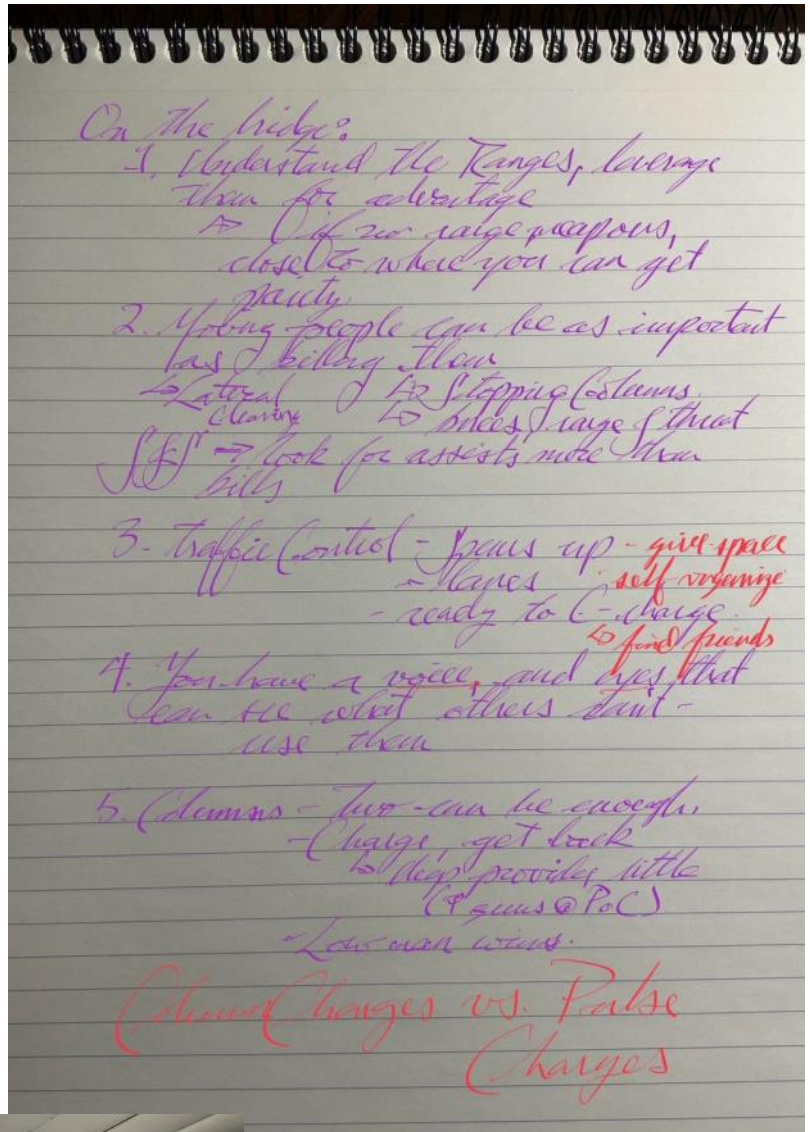 On the bridge:
1. Understand the Ranges, leverage
them for advantage
↳ if no range weapons,
close to where you can get
parity.
2. Moving people can be as important
as killing them
↳ Lateral Clearing ↳ Stopping Columns
↳ range & threat
→ look for assists more than
kills
3. Traffic Control - Spears up - give space
- Lanes - self organize
- ready to C-charge
↳ find friends
4. You have a voice, and eyes that
can see what others can't -
use them
5. Columns - Two can be enough.
- Charge, get back
↳ deep provides little
(guns @ PoC)
- Low man wins.
Column Charges vs. Pulse
Charges